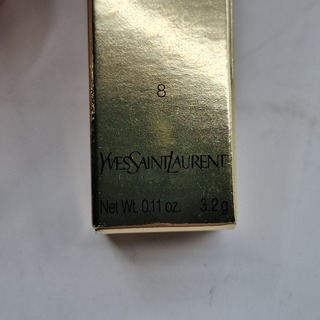 8
YVESSAINTLAURENT
Net Wt. 0.11 oz. 3.2 g